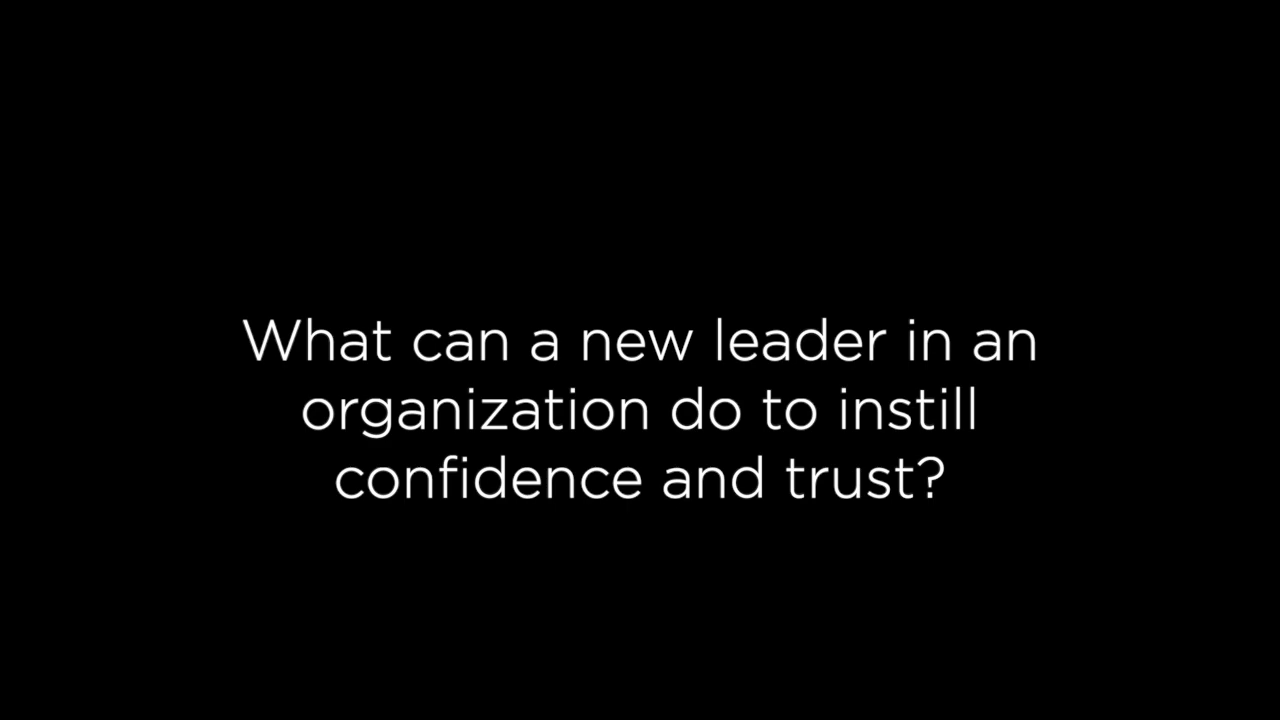 What can a new leader in an
organization do to instill
confidence and trust?